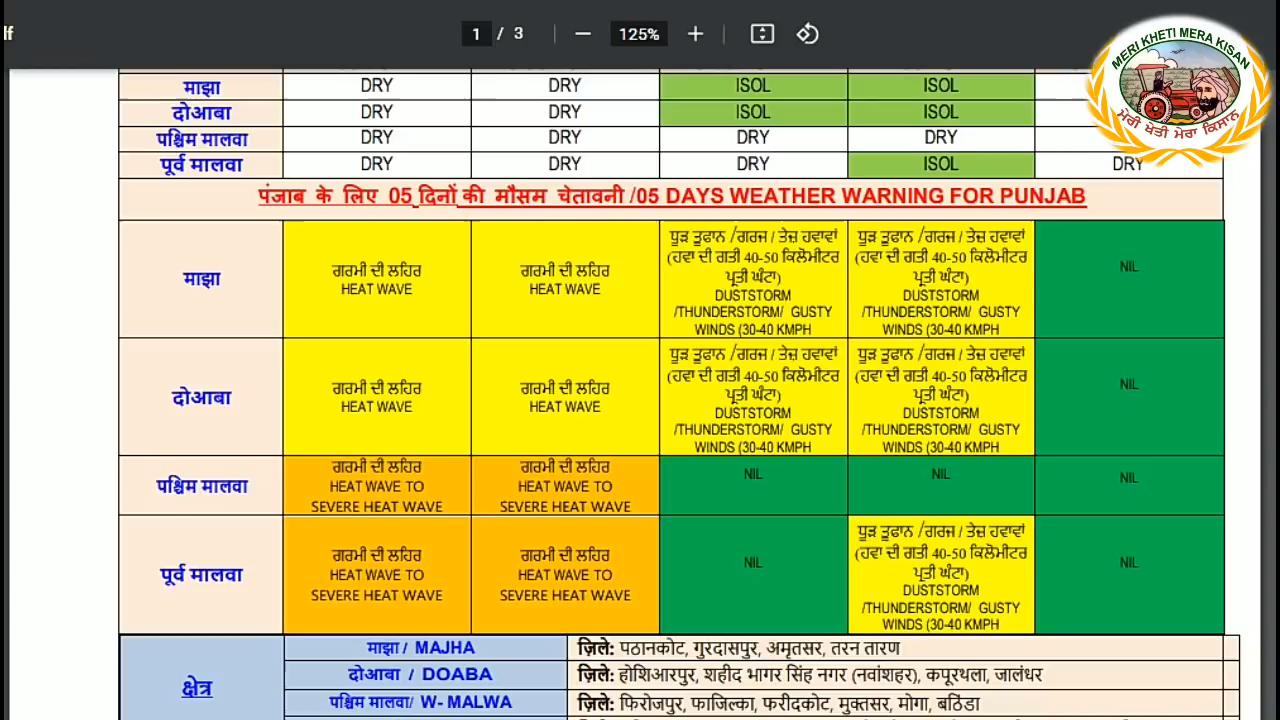 df
1 / 3 125%
MERI KHETI MERA KISAN
ਮੇਰੀ ਖੇਤੀ ਮੇਰਾ ਕਿਸਾਨ
माझा DRY DRY ISOL ISOL
दोआबा DRY DRY ISOL ISOL
पश्चिम मालवा DRY DRY DRY DRY
पूर्व मालवा DRY DRY DRY ISOL DRY
पंजाब के लिए 05 दिनों की मौसम चेतावनी /05 DAYS WEATHER WARNING FOR PUNJAB
माझा
ਗਰਮੀ ਦੀ ਲਹਿਰ
HEAT WAVE
ਗਰਮੀ ਦੀ ਲਹਿਰ
HEAT WAVE
ਧੂੜ ਤੂਫਾਨ /ਗਰਜ / ਤੇਜ਼ ਹਵਾਵਾਂ
(ਹਵਾ ਦੀ ਗਤੀ 40-50 ਕਿਲੋਮੀਟਰ
ਪ੍ਰਤੀ ਘੰਟਾ)
DUSTSTORM
/THUNDERSTORM/ GUSTY
WINDS (30-40 KMPH
ਧੂੜ ਤੂਫਾਨ /ਗਰਜ / ਤੇਜ਼ ਹਵਾਵਾਂ
(ਹਵਾ ਦੀ ਗਤੀ 40-50 ਕਿਲੋਮੀਟਰ
ਪ੍ਰਤੀ ਘੰਟਾ)
DUSTSTORM
/THUNDERSTORM/ GUSTY
WINDS (30-40 KMPH
NIL
दोआबा
ਗਰਮੀ ਦੀ ਲਹਿਰ
HEAT WAVE
ਗਰਮੀ ਦੀ ਲਹਿਰ
HEAT WAVE
ਧੂੜ ਤੂਫਾਨ /ਗਰਜ / ਤੇਜ਼ ਹਵਾਵਾਂ
(ਹਵਾ ਦੀ ਗਤੀ 40-50 ਕਿਲੋਮੀਟਰ
ਪ੍ਰਤੀ ਘੰਟਾ)
DUSTSTORM
/THUNDERSTORM/ GUSTY
WINDS (30-40 KMPH
ਧੂੜ ਤੂਫਾਨ /ਗਰਜ / ਤੇਜ਼ ਹਵਾਵਾਂ
(ਹਵਾ ਦੀ ਗਤੀ 40-50 ਕਿਲੋਮੀਟਰ
ਪ੍ਰਤੀ ਘੰਟਾ)
DUSTSTORM
/THUNDERSTORM/ GUSTY
WINDS (30-40 KMPH
NIL
पश्चिम मालवा
ਗਰਮੀ ਦੀ ਲਹਿਰ
HEAT WAVE TO
SEVERE HEAT WAVE
ਗਰਮੀ ਦੀ ਲਹਿਰ
HEAT WAVE TO
SEVERE HEAT WAVE
NIL
NIL
NIL
पूर्व मालवा
ਗਰਮੀ ਦੀ ਲਹਿਰ
HEAT WAVE TO
SEVERE HEAT WAVE
ਗਰਮੀ ਦੀ ਲਹਿਰ
HEAT WAVE TO
SEVERE HEAT WAVE
NIL
ਧੂੜ ਤੂਫਾਨ /ਗਰਜ / ਤੇਜ਼ ਹਵਾਵਾਂ
(ਹਵਾ ਦੀ ਗਤੀ 40-50 ਕਿਲੋਮੀਟਰ
ਪ੍ਰਤੀ ਘੰਟਾ)
DUSTSTORM
/THUNDERSTORM/ GUSTY
WINDS (30-40 KMPH
NIL
क्षेत्र
माझा / MAJHA ज़िले: पठानकोट, गुरदासपुर, अमृतसर, तरन तारण
दोआबा / DOABA ज़िले: होशिआरपुर, शहीद भागर सिंह नगर (नवांशहर), कपूरथला, जालंधर
पश्चिम मालवा/ W- MALWA ज़िले: फिरोजपुर, फाजिल्का, फरीदकोट, मुक्तसर, मोगा, बठिंडा